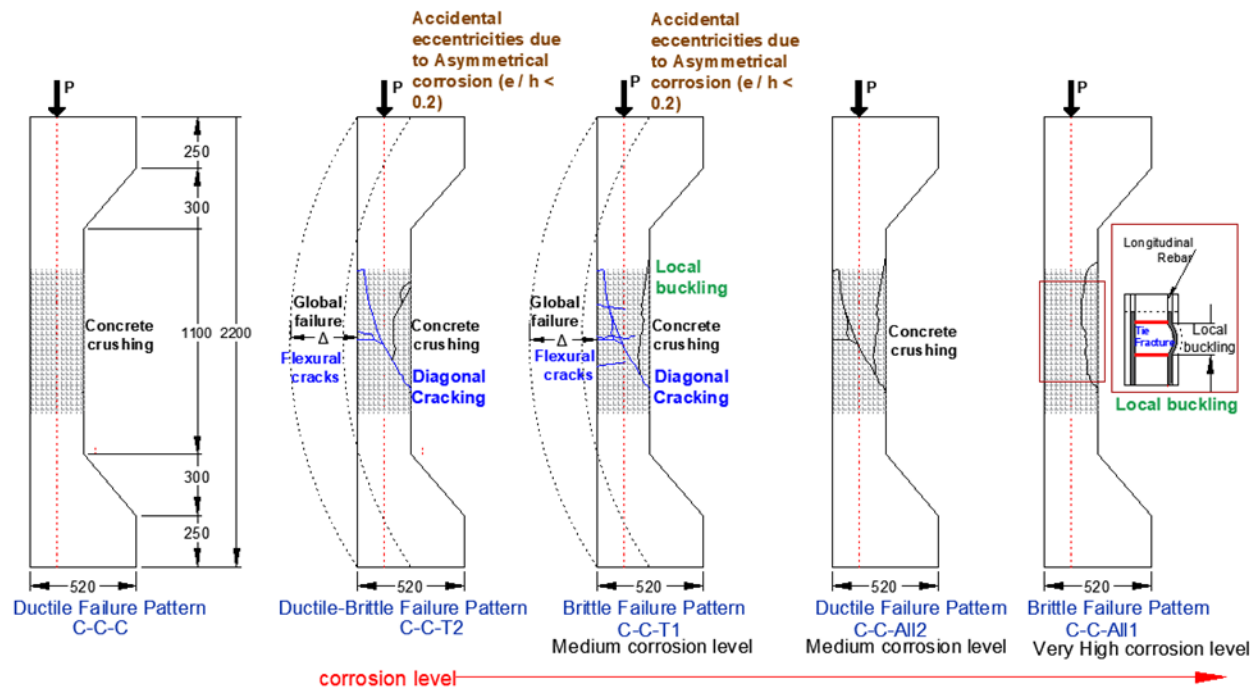 Accidental
eccentricities due
to Asymmetrical
corrosion (e / h <
0.2)
Accidental
eccentricities due
to Asymmetrical
corrosion (e / h <
0.2)
P
P
P
P
P
250
300
1100
2200
300
250
Concrete
crushing
Global
failure
Δ
Flexural
cracks
Concrete
crushing
Diagonal
Cracking
Global
failure
Δ
Flexural
cracks
Local
buckling
Concrete
crushing
Diagonal
Cracking
Concrete
crushing
Longitudinal
Rebar
Tie
Fracture
Local
buckling
Local buckling
520
520
520
520
520
Ductile Failure Pattern
C-C-C
Ductile-Brittle Failure Pattern
C-C-T2
Brittle Failure Pattern
C-C-T1
Medium corrosion level
Ductile Failure Pattern
C-C-All2
Medium corrosion level
Brittle Failure Pattern
C-C-All1
Very High corrosion level
corrosion level